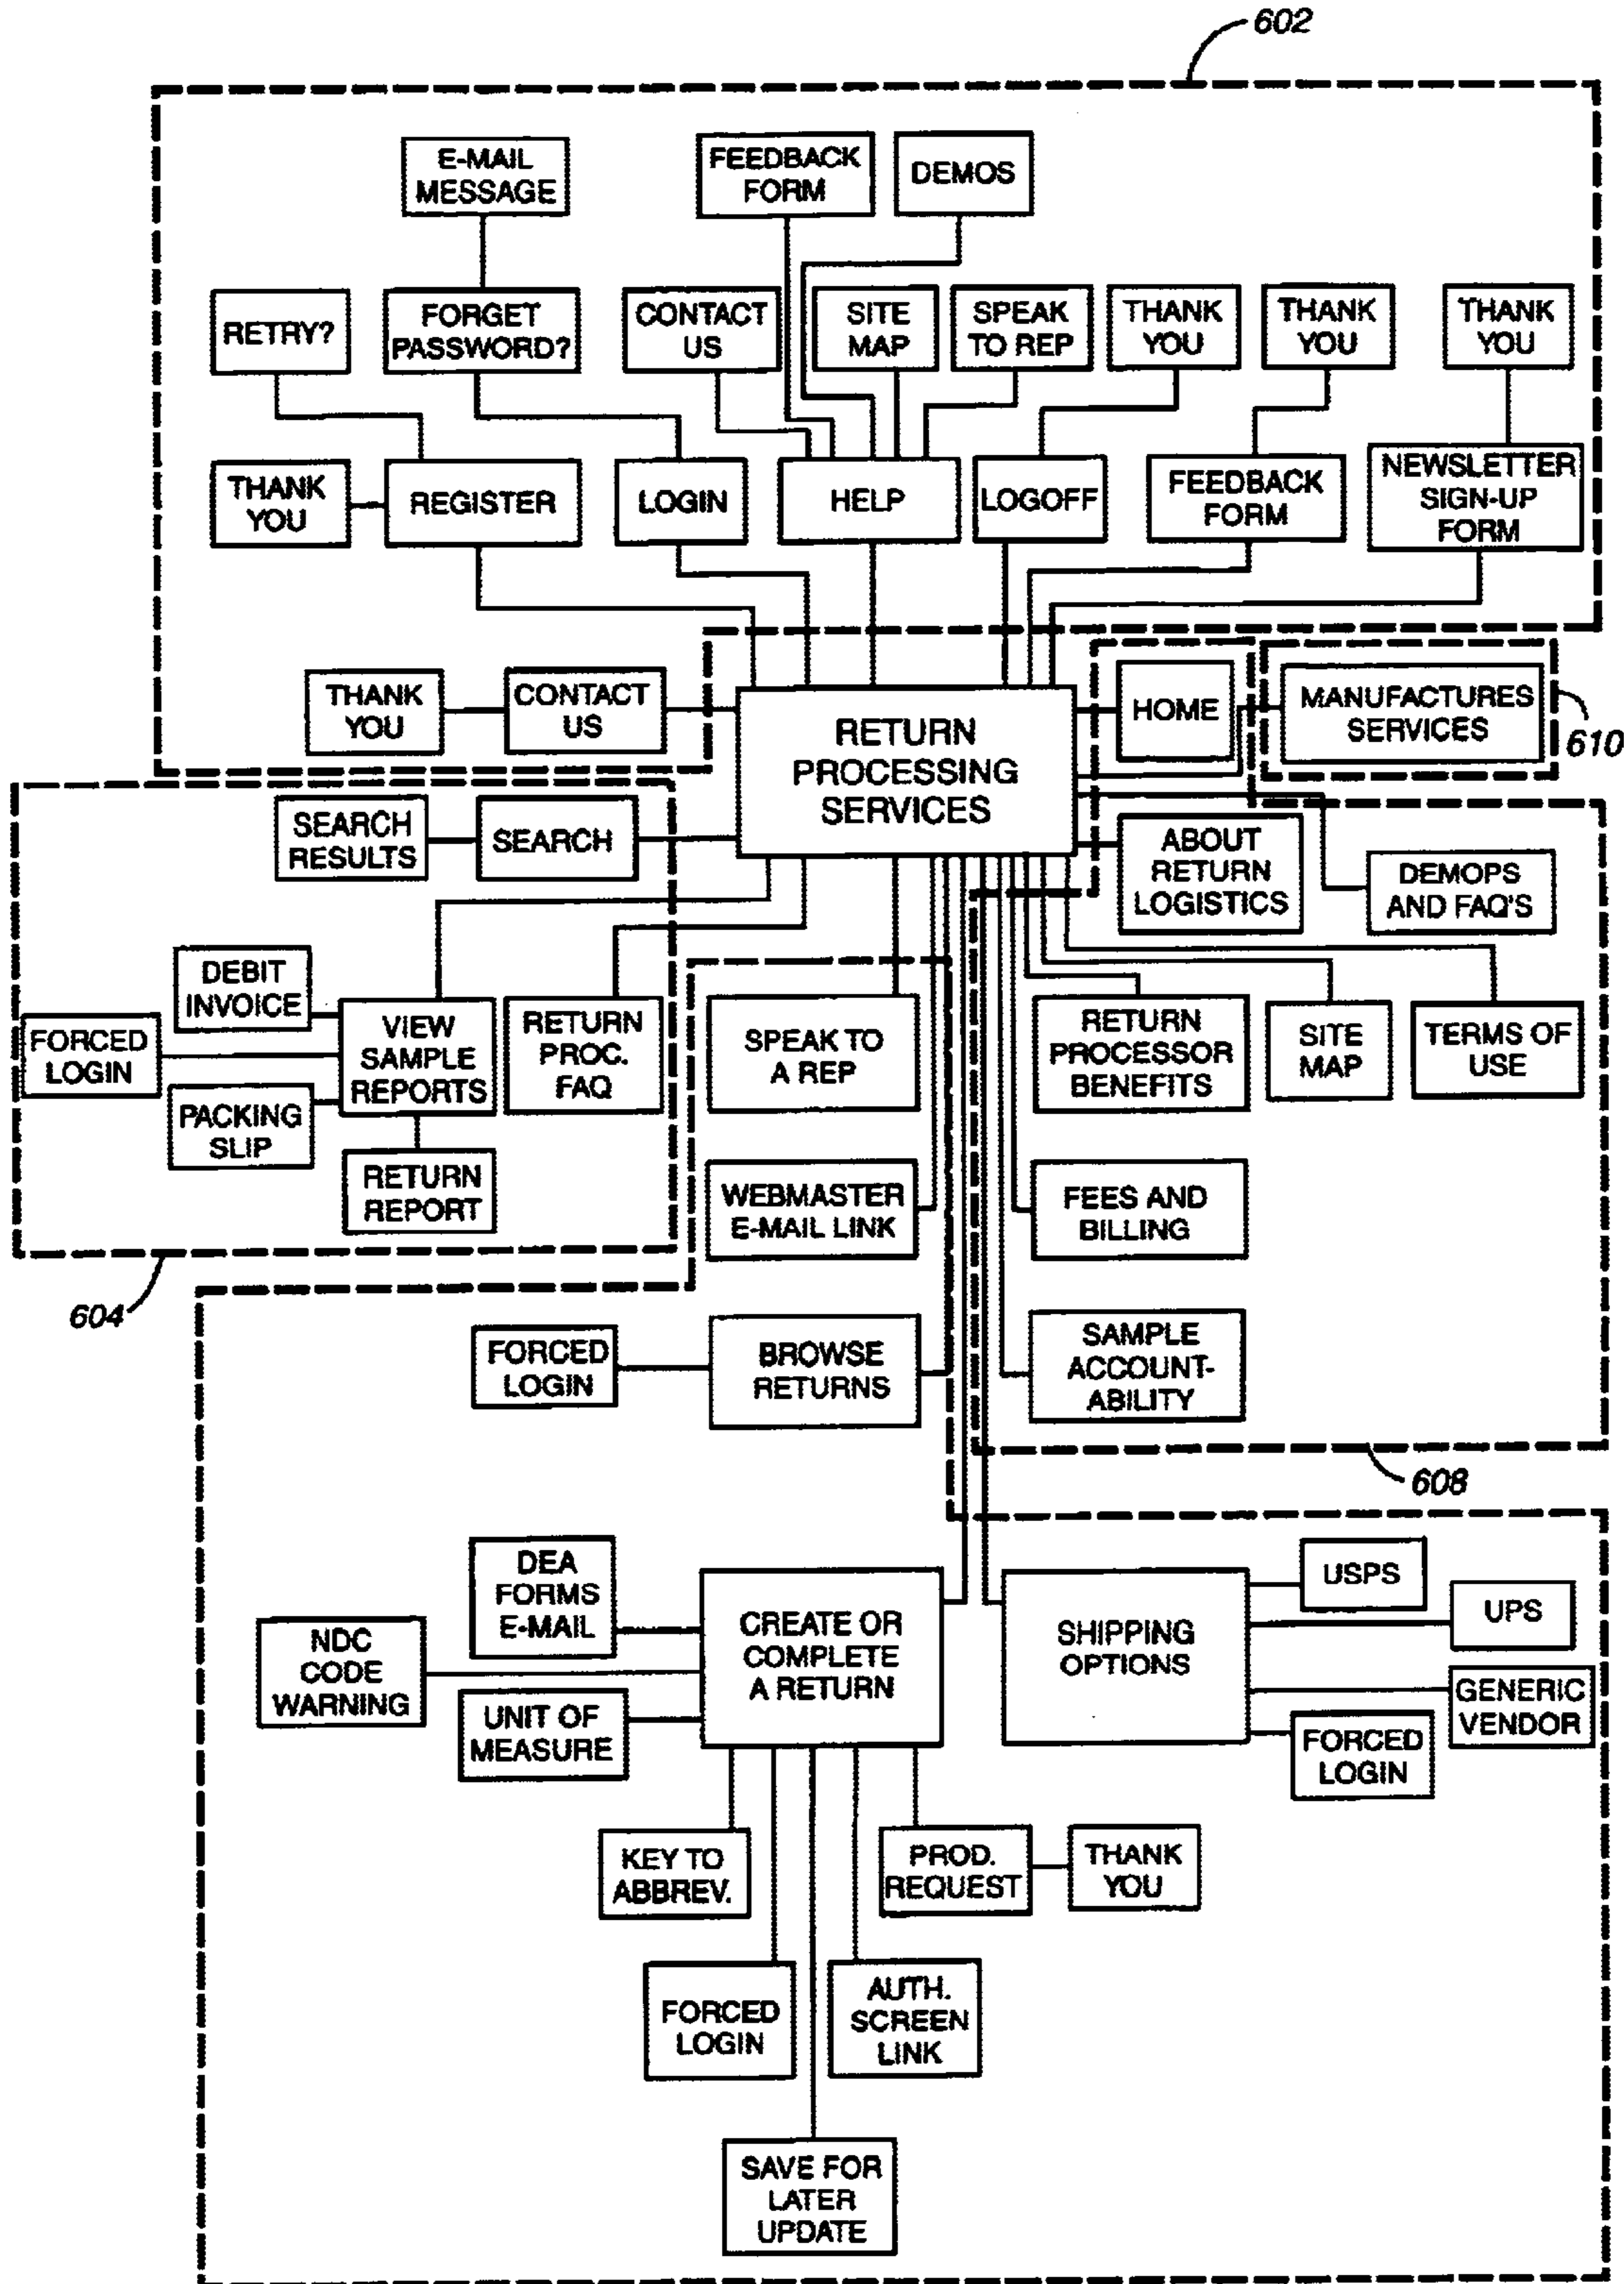 602
E-MAIL
MESSAGE
FEEDBACK
FORM
DEMOS
RETRY?
FORGET
PASSWORD?
CONTACT
US
SITE
MAP
SPEAK
TO REP
THANK
YOU
THANK
YOU
THANK
YOU
THANK
YOU
REGISTER
LOGIN
HELP
LOGOFF
FEEDBACK
FORM
NEWSLETTER
SIGN-UP
FORM
THANK
YOU
CONTACT
US
RETURN
PROCESSING
SERVICES
HOME
MANUFACTURES
SERVICES
610
SEARCH
RESULTS
SEARCH
ABOUT
RETURN
LOGISTICS
DEMOPS
AND FAQ'S
DEBIT
INVOICE
FORCED
LOGIN
PACKING
SLIP
VIEW
SAMPLE
REPORTS
RETURN
PROC.
FAQ
RETURN
REPORT
604
SPEAK TO
A REP
RETURN
PROCESSOR
BENEFITS
SITE
MAP
TERMS OF
USE
WEBMASTER
E-MAIL LINK
FEES AND
BILLING
FORCED
LOGIN
BROWSE
RETURNS
SAMPLE
ACCOUNT-
ABILITY
608
DEA
FORMS
E-MAIL
NDC
CODE
WARNING
UNIT OF
MEASURE
CREATE OR
COMPLETE
A RETURN
SHIPPING
OPTIONS
USPS
UPS
GENERIC
VENDOR
FORCED
LOGIN
KEY TO
ABBREV.
PROD.
REQUEST
THANK
YOU
FORCED
LOGIN
AUTH.
SCREEN
LINK
SAVE FOR
LATER
UPDATE